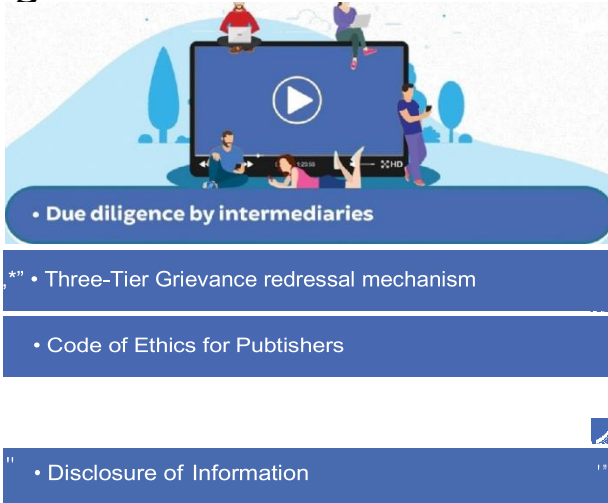 • Due diligence by intermediaries
,*” • Three-Tier Grievance redressal mechanism
• Code of Ethics for Pubtishers
" • Disclosure of Information '”